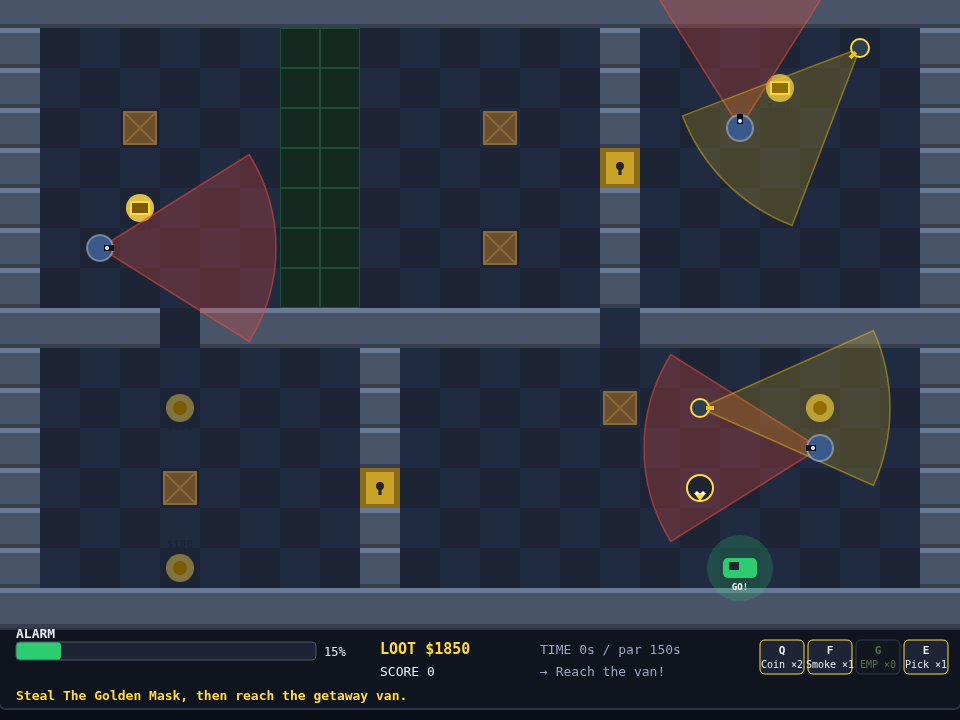 $100
GO!
ALARM
15%
LOOT $1850
SCORE 0
TIME 0s / par 150s
→ Reach the van!
Q
Coin ×2
F
Smoke ×1
G
EMP ×0
E
Pick ×1
Steal The Golden Mask, then reach the getaway van.